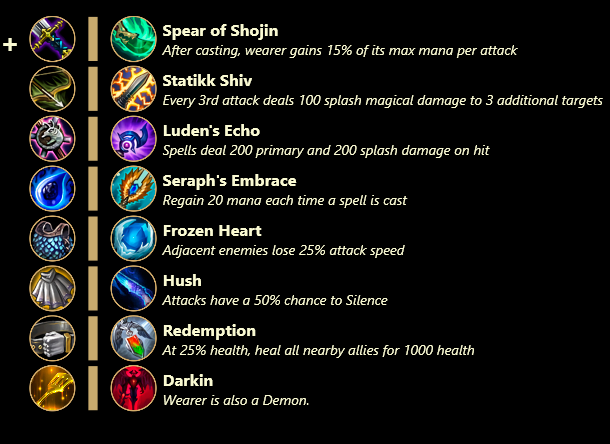 +
Spear of Shojin
After casting, wearer gains 15% of its max mana per attack
Statikk Shiv
Every 3rd attack deals 100 splash magical damage to 3 additional targets
Luden's Echo
Spells deal 200 primary and 200 splash damage on hit
Seraph's Embrace
Regain 20 mana each time a spell is cast
Frozen Heart
Adjacent enemies lose 25% attack speed
Hush
Attacks have a 50% chance to Silence
Redemption
At 25% health, heal all nearby allies for 1000 health
Darkin
Wearer is also a Demon.